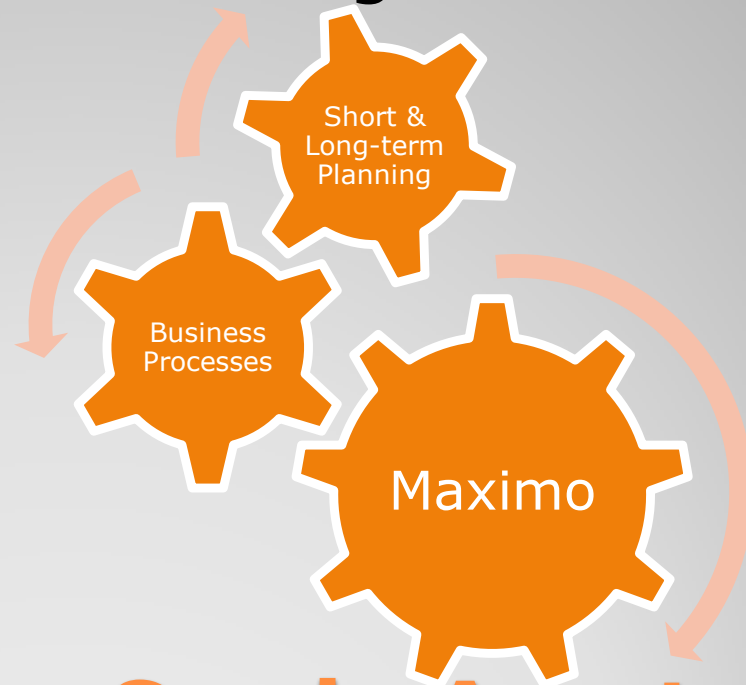 Short &
Long-term
Planning
Business
Processes
Maximo